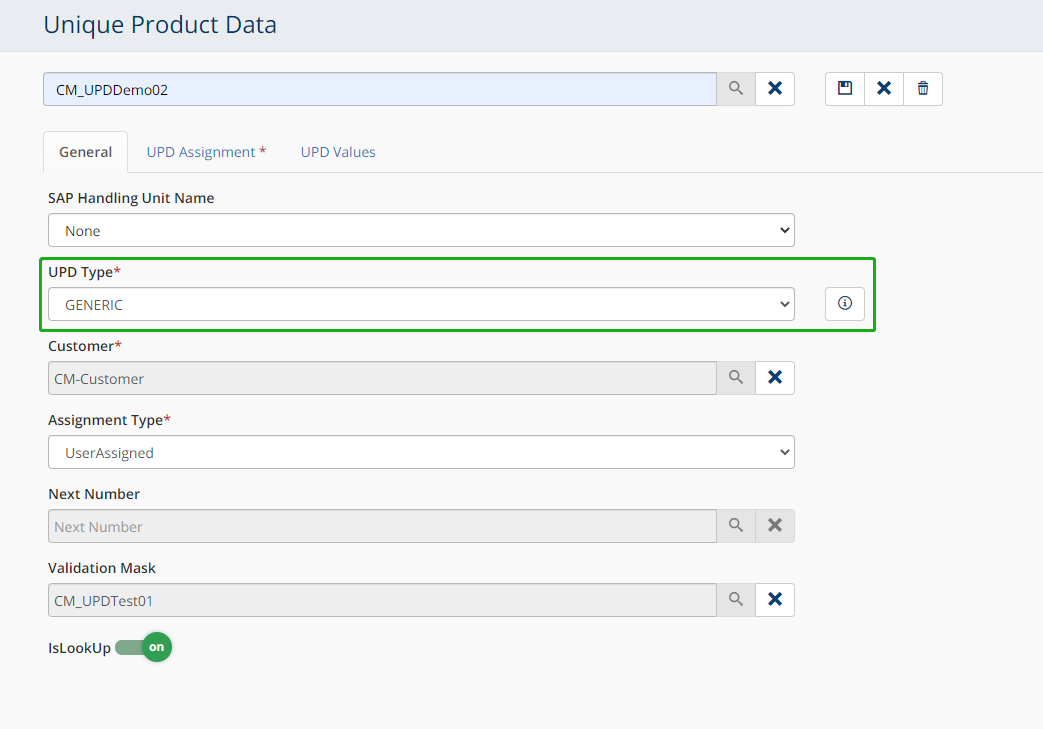 Unique Product Data
CM_UPDDemo02
General UPD Assignment * UPD Values
SAP Handling Unit Name
None
UPD Type*
GENERIC
Customer*
CM-Customer
Assignment Type*
UserAssigned
Next Number
Next Number
Validation Mask
CM_UPDTest01
IsLookUp on